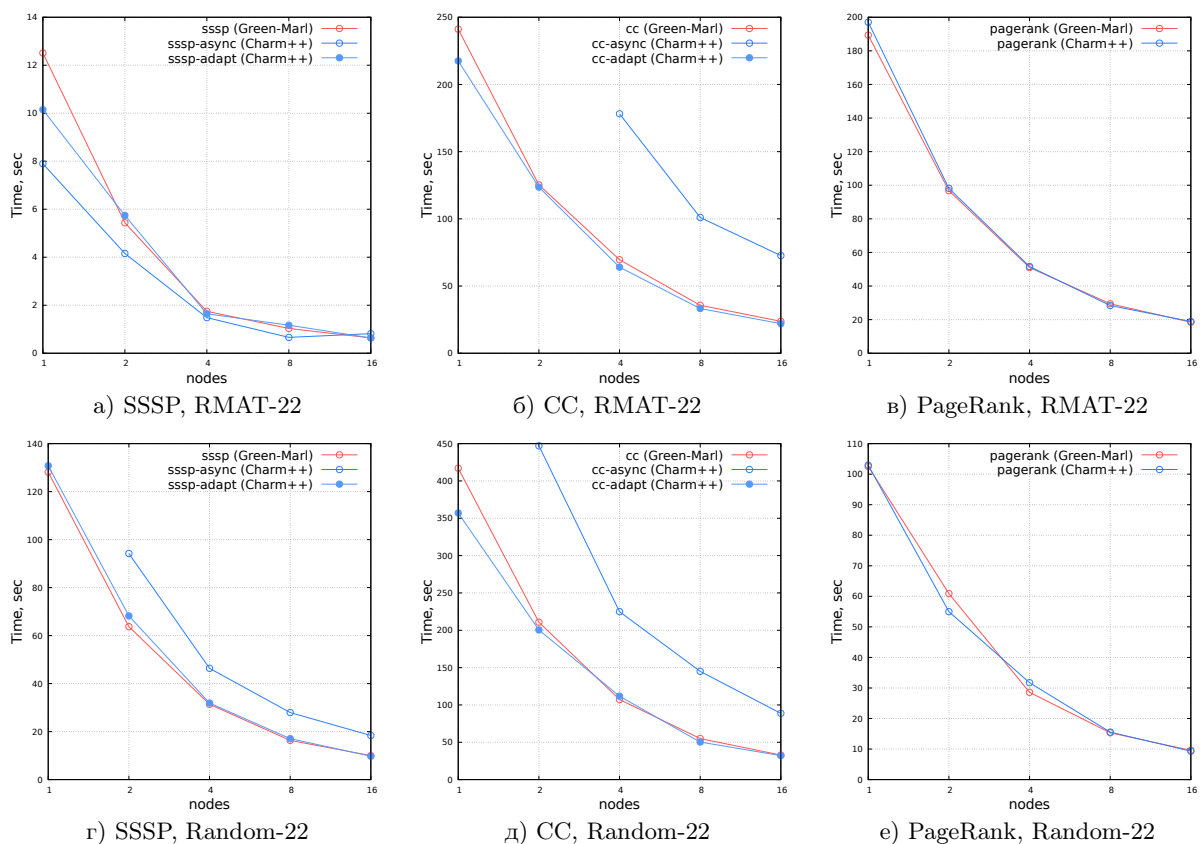 14
12
10
8
6
4
2
0
Time, sec
sssp (Green-Marl)
sssp-async (Charm++)
sssp-adapt (Charm++)
1 2 4 8 16
nodes
а) SSSP, RMAT-22
250
200
150
100
50
0
Time, sec
cc (Green-Marl)
cc-async (Charm++)
cc-adapt (Charm++)
1 2 4 8 16
nodes
б) CC, RMAT-22
200
180
160
140
120
100
80
60
40
20
0
Time, sec
pagerank (Green-Marl)
pagerank (Charm++)
1 2 4 8 16
nodes
в) PageRank, RMAT-22
140
120
100
80
60
40
20
0
Time, sec
sssp (Green-Marl)
sssp-async (Charm++)
sssp-adapt (Charm++)
1 2 4 8 16
nodes
г) SSSP, Random-22
450
400
350
300
250
200
150
100
50
0
Time, sec
cc (Green-Marl)
cc-async (Charm++)
cc-adapt (Charm++)
1 2 4 8 16
nodes
д) CC, Random-22
110
100
90
80
70
60
50
40
30
20
10
0
Time, sec
pagerank (Green-Marl)
pagerank (Charm++)
1 2 4 8 16
nodes
е) PageRank, Random-22